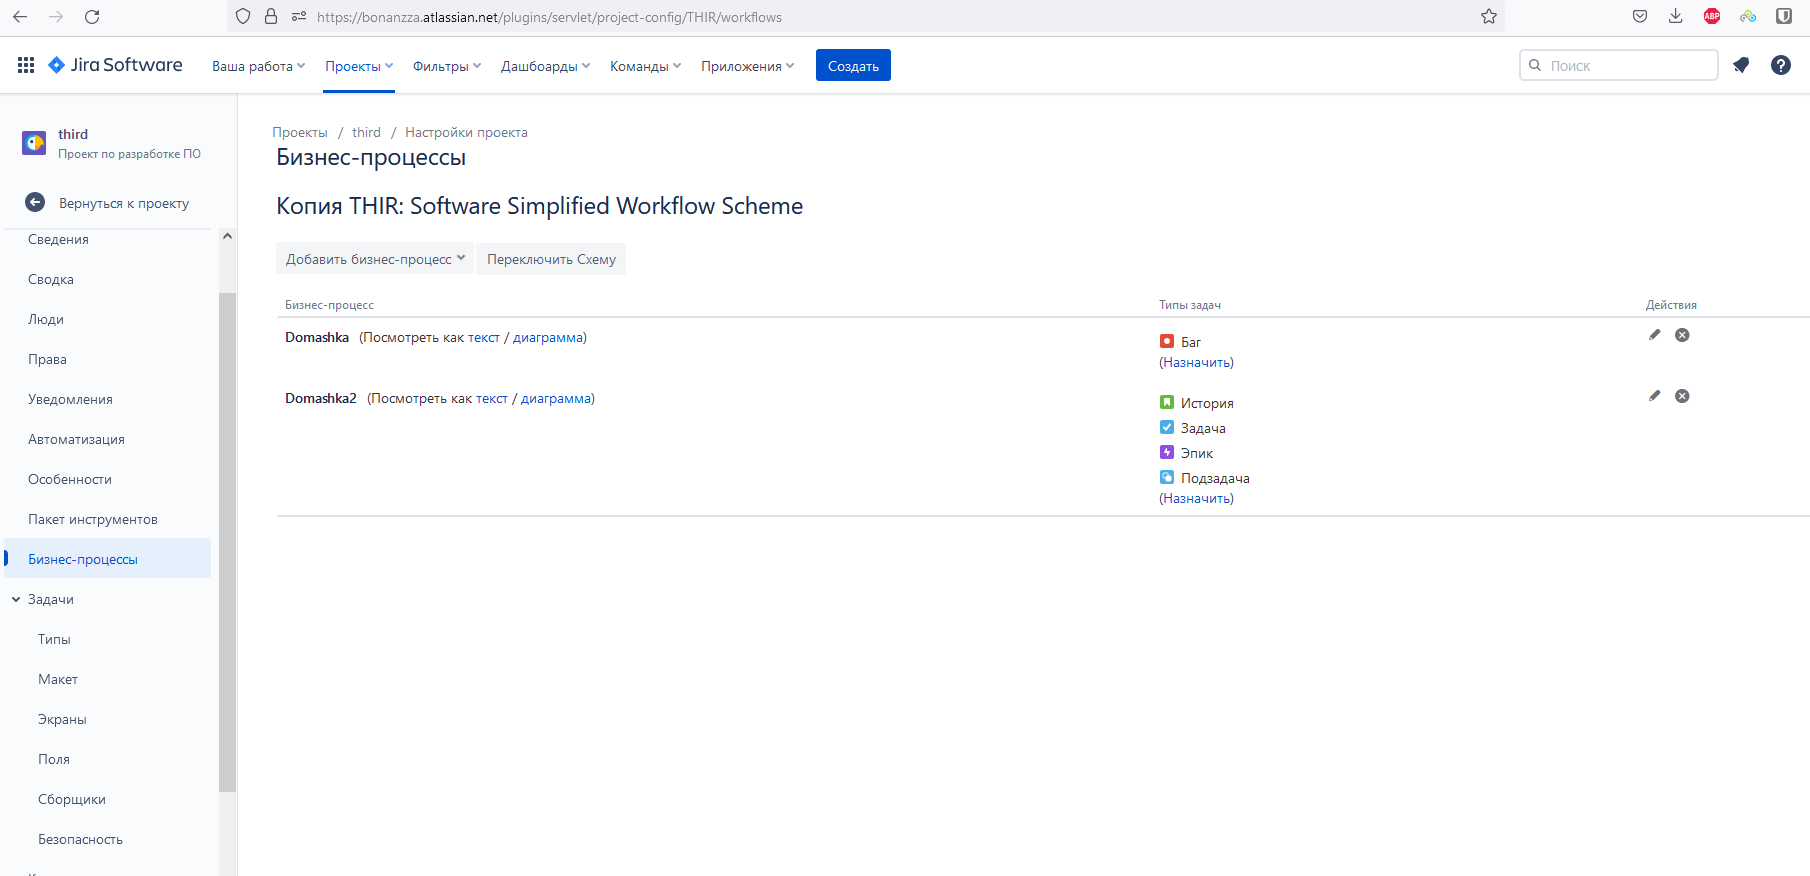 https://bonanzza.atlassian.net/plugins/servlet/project-config/THIR/workflows
ABP
Jira Software
Ваша работа
Проекты
Фильтры
Дашбоарды
Команды
Приложения
Создать
Поиск
third
Проект по разработке ПО
Вернуться к проекту
Сведения
Сводка
Люди
Права
Уведомления
Автоматизация
Особенности
Пакет инструментов
Бизнес-процессы
Задачи
Типы
Макет
Экраны
Поля
Сборщики
Безопасность
Проекты / third / Настройки проекта
Бизнес-процессы
Копия THIR: Software Simplified Workflow Scheme
Добавить бизнес-процесс
Переключить Схему
Бизнес-процесс Типы задач Действия
Domashka (Посмотреть как текст / диаграмма)
Баг
(Назначить)
Domashka2 (Посмотреть как текст / диаграмма)
История
Задача
Эпик
Подзадача
(Назначить)